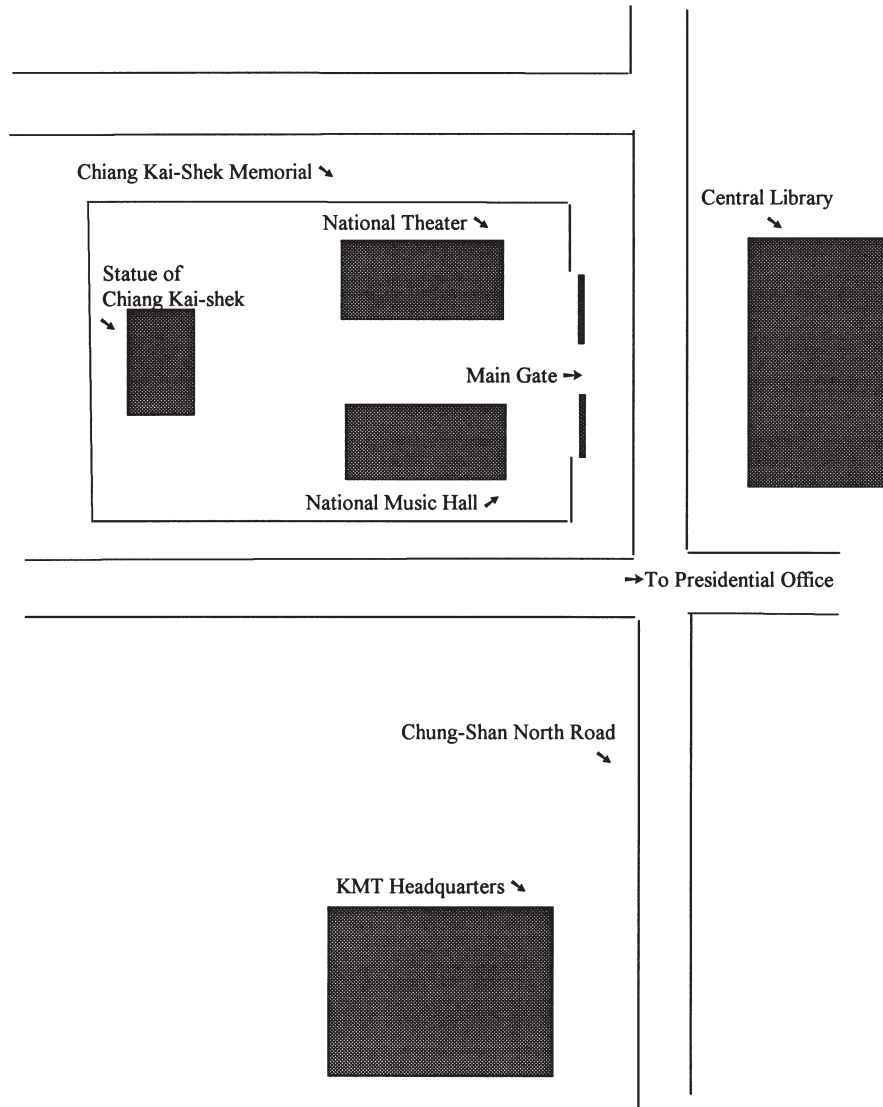 Chiang Kai-Shek Memorial
Central Library
National Theater
Statue of
Chiang Kai-shek
Main Gate
National Music Hall
To Presidential Office
Chung-Shan North Road
KMT Headquarters